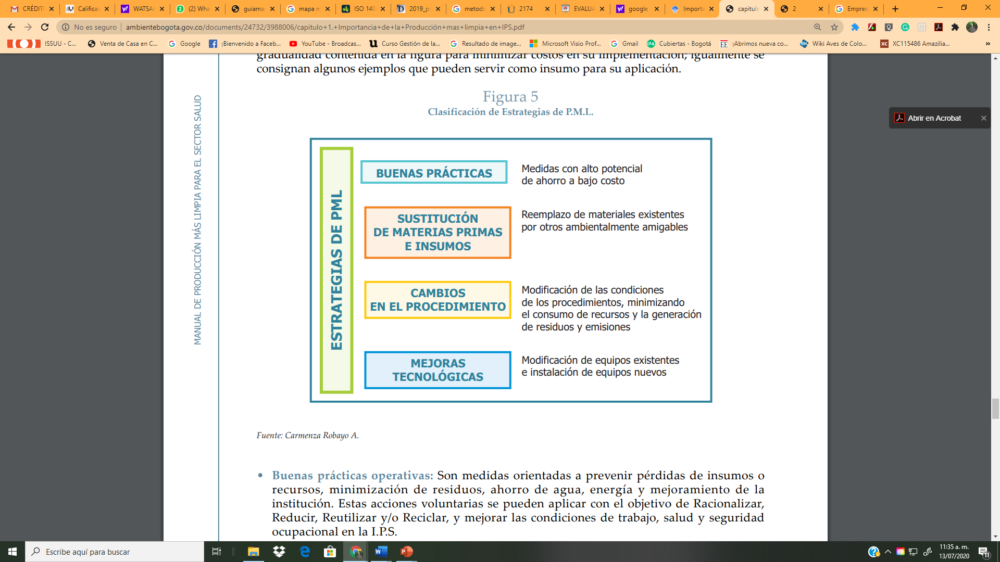 CRÉDIT
Califica
WATSA
(2) Wha
guiama
mapa m
ISO 140
2019_p
metod
2174
EVALUA
google
Importa
capitul
2
Empres
No es seguro
ambientebogota.gov.co/documents/24732/3988006/capitulo+1.+Importancia+de+la+Producción+mas+limpia+en+IPS.pdf
ISSUU - C...
Venta de Casa en C...
Google
¡Bienvenido a Faceb...
YouTube - Broadcas...
Curso Gestión de la...
Resultado de image...
Microsoft Visio Prof...
Gmail
Cubiertas - Bogotá
¡Abrimos nueva co...
Wiki Aves de Colo...
XC115486 Amazilia...
gradualidad contenida en la figura para minimizar costos en su implementación; igualmente se
consignan algunos ejemplos que pueden servir como insumo para su aplicación.
MANUAL DE PRODUCCIÓN MÁS LIMPIA PARA EL SECTOR SALUD
Figura 5
Clasificación de Estrategias de P.M.L.
Abrir en Acrobat
ESTRATEGIAS DE PML
BUENAS PRÁCTICAS
Medidas con alto potencial
de ahorro a bajo costo
SUSTITUCIÓN
DE MATERIAS PRIMAS
E INSUMOS
Reemplazo de materiales existentes
por otros ambientalmente amigables
CAMBIOS
EN EL PROCEDIMIENTO
Modificación de las condiciones
de los procedimientos, minimizando
el consumo de recursos y la generación
de residuos y emisiones
MEJORAS
TECNOLÓGICAS
Modificación de equipos existentes
e instalación de equipos nuevos
Fuente: Carmenza Robayo A.
• Buenas prácticas operativas: Son medidas orientadas a prevenir pérdidas de insumos o
recursos, minimización de residuos, ahorro de agua, energía y mejoramiento de la
institución. Estas acciones voluntarias se pueden aplicar con el objetivo de Racionalizar,
Reducir, Reutilizar y/o Reciclar, y mejorar las condiciones de trabajo, salud y seguridad
ocupacional en la I.P.S.
Escribe aquí para buscar
11:35 a. m.
13/07/2020
11